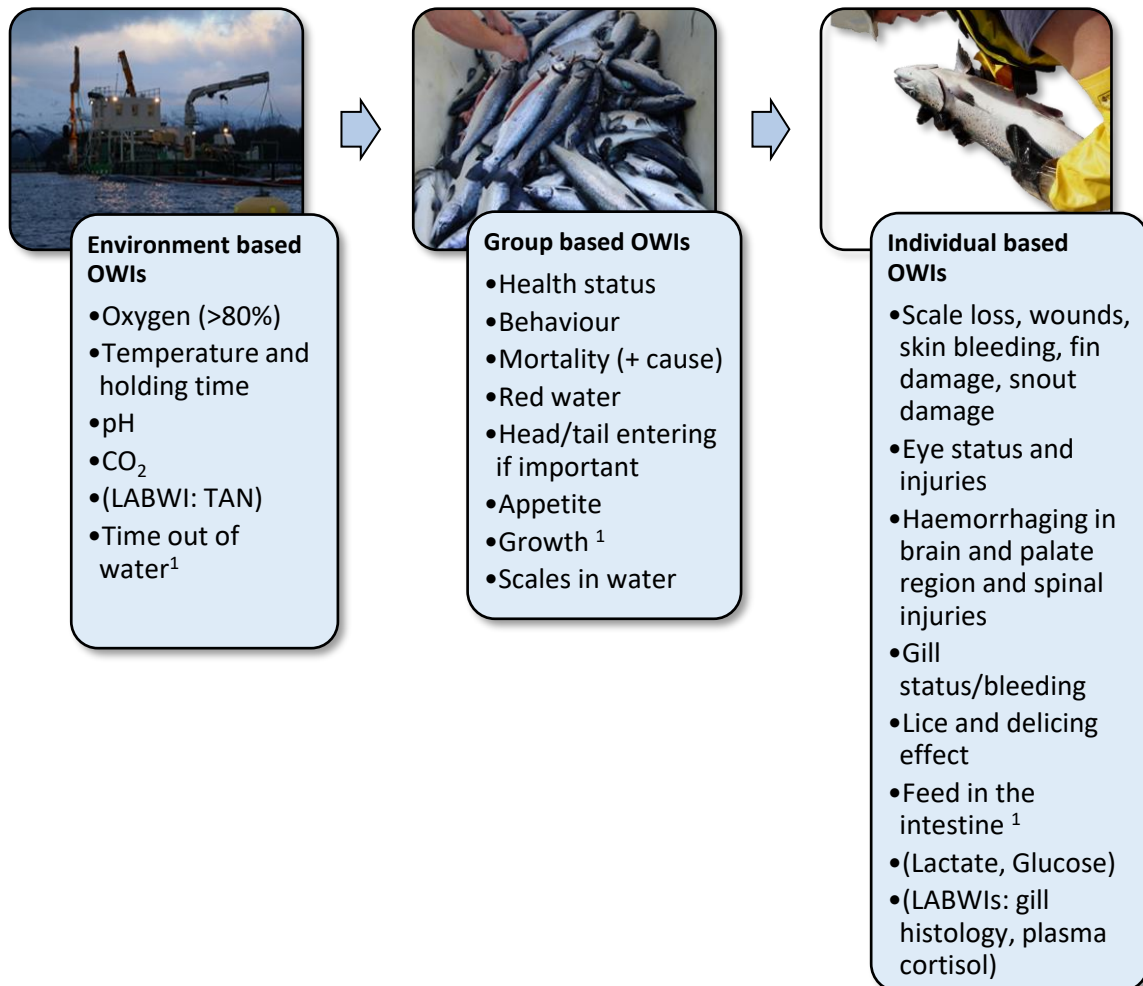 Environment based
OWIs
•Oxygen (>80%)
•Temperature and
holding time
•pH
•CO₂
•(LABWI: TAN)
•Time out of
water¹
Group based OWIs
•Health status
•Behaviour
•Mortality (+ cause)
•Red water
•Head/tail entering
if important
•Appetite
•Growth ¹
•Scales in water
Individual based
OWIs
•Scale loss, wounds,
skin bleeding, fin
damage, snout
damage
•Eye status and
injuries
•Haemorrhaging in
brain and palate
region and spinal
injuries
•Gill
status/bleeding
•Lice and delicing
effect
•Feed in the
intestine ¹
•(Lactate, Glucose)
•(LABWIs: gill
histology, plasma
cortisol)